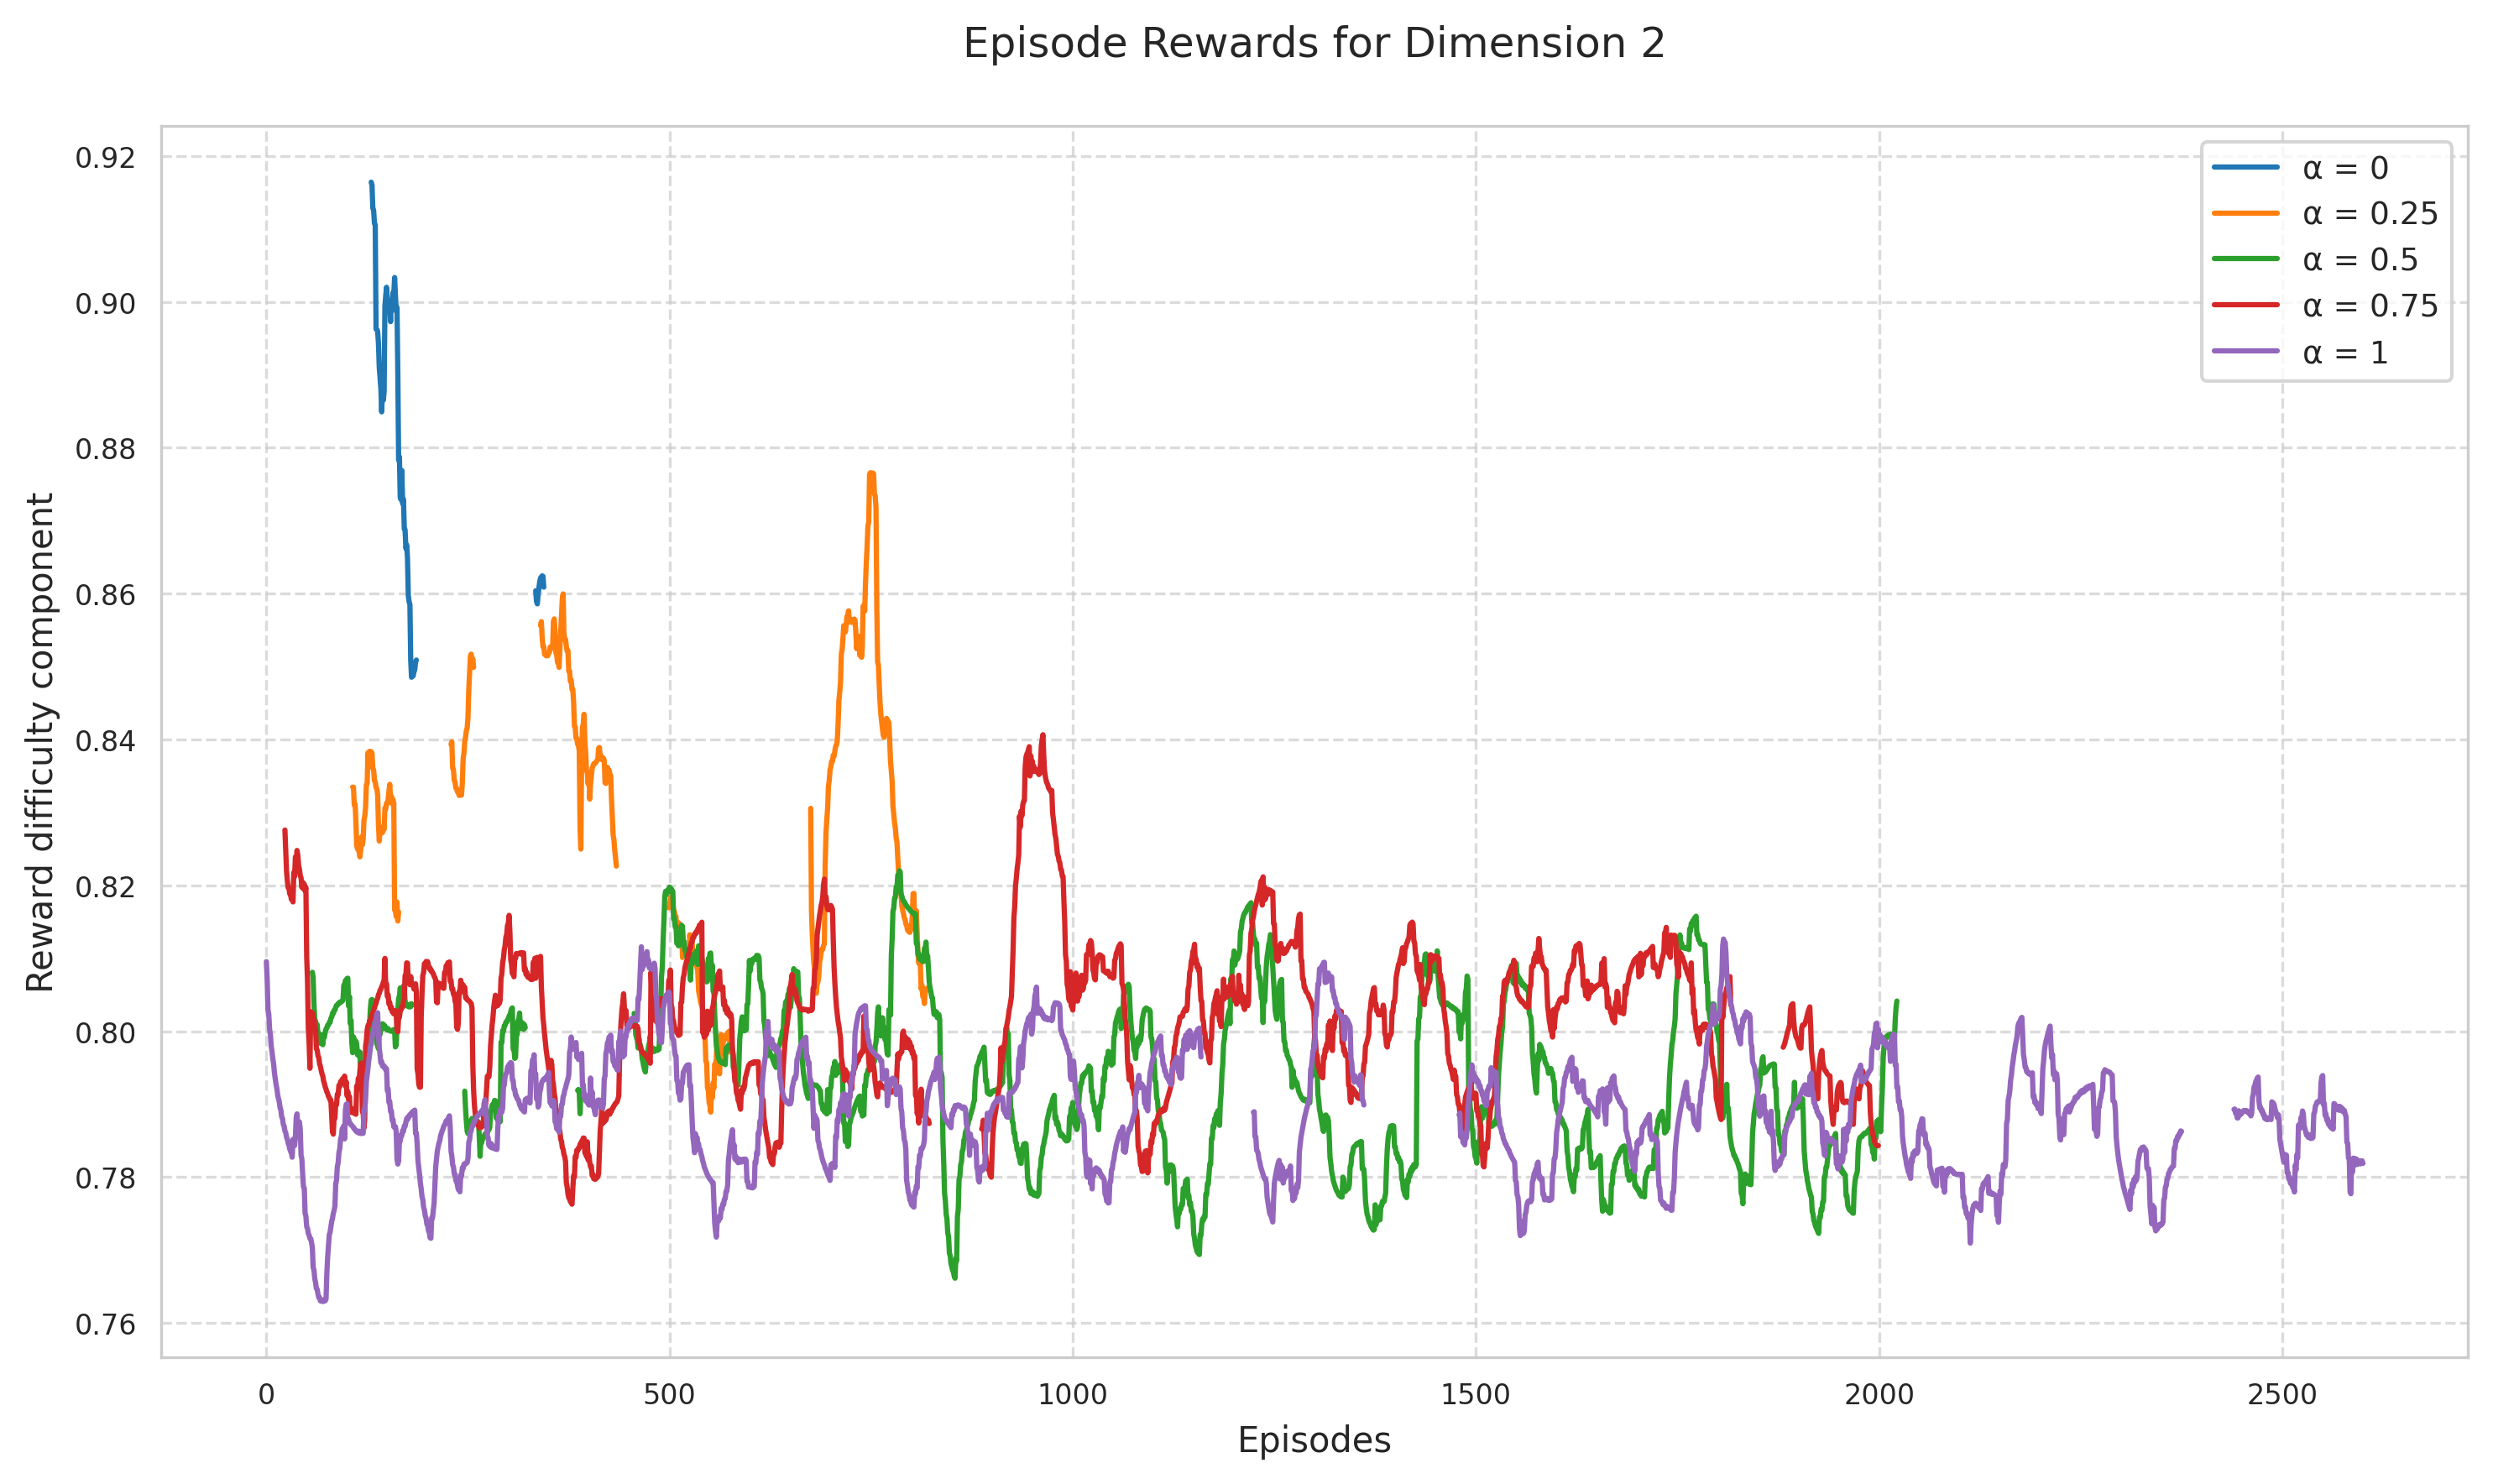 Episode Rewards for Dimension 2
0.92
0.90
0.88
0.86
0.84
0.82
0.80
0.78
0.76
Reward difficulty component
α = 0
α = 0.25
α = 0.5
α = 0.75
α = 1
0 500 1000 1500 2000 2500
Episodes